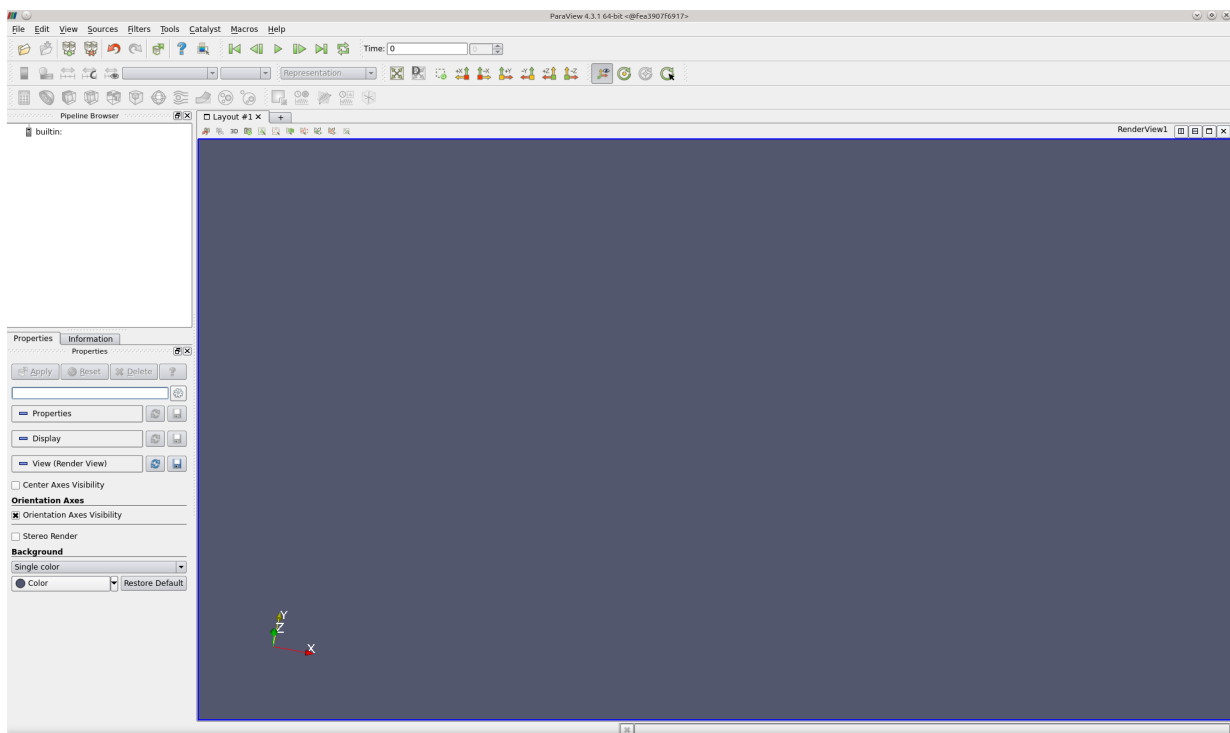 ParaView 4.3.1 64-bit <@fea3907f6917>
File Edit View Sources Filters Tools Catalyst Macros Help
Time: 0 0
Representation
Pipeline Browser
Layout #1
builtin:
3D
RenderView1
Properties Information
Properties
Apply Reset Delete ?
Properties
Display
View (Render View)
Center Axes Visibility
Orientation Axes
Orientation Axes Visibility
Stereo Render
Background
Single color
Color Restore Default
Y
Z
X